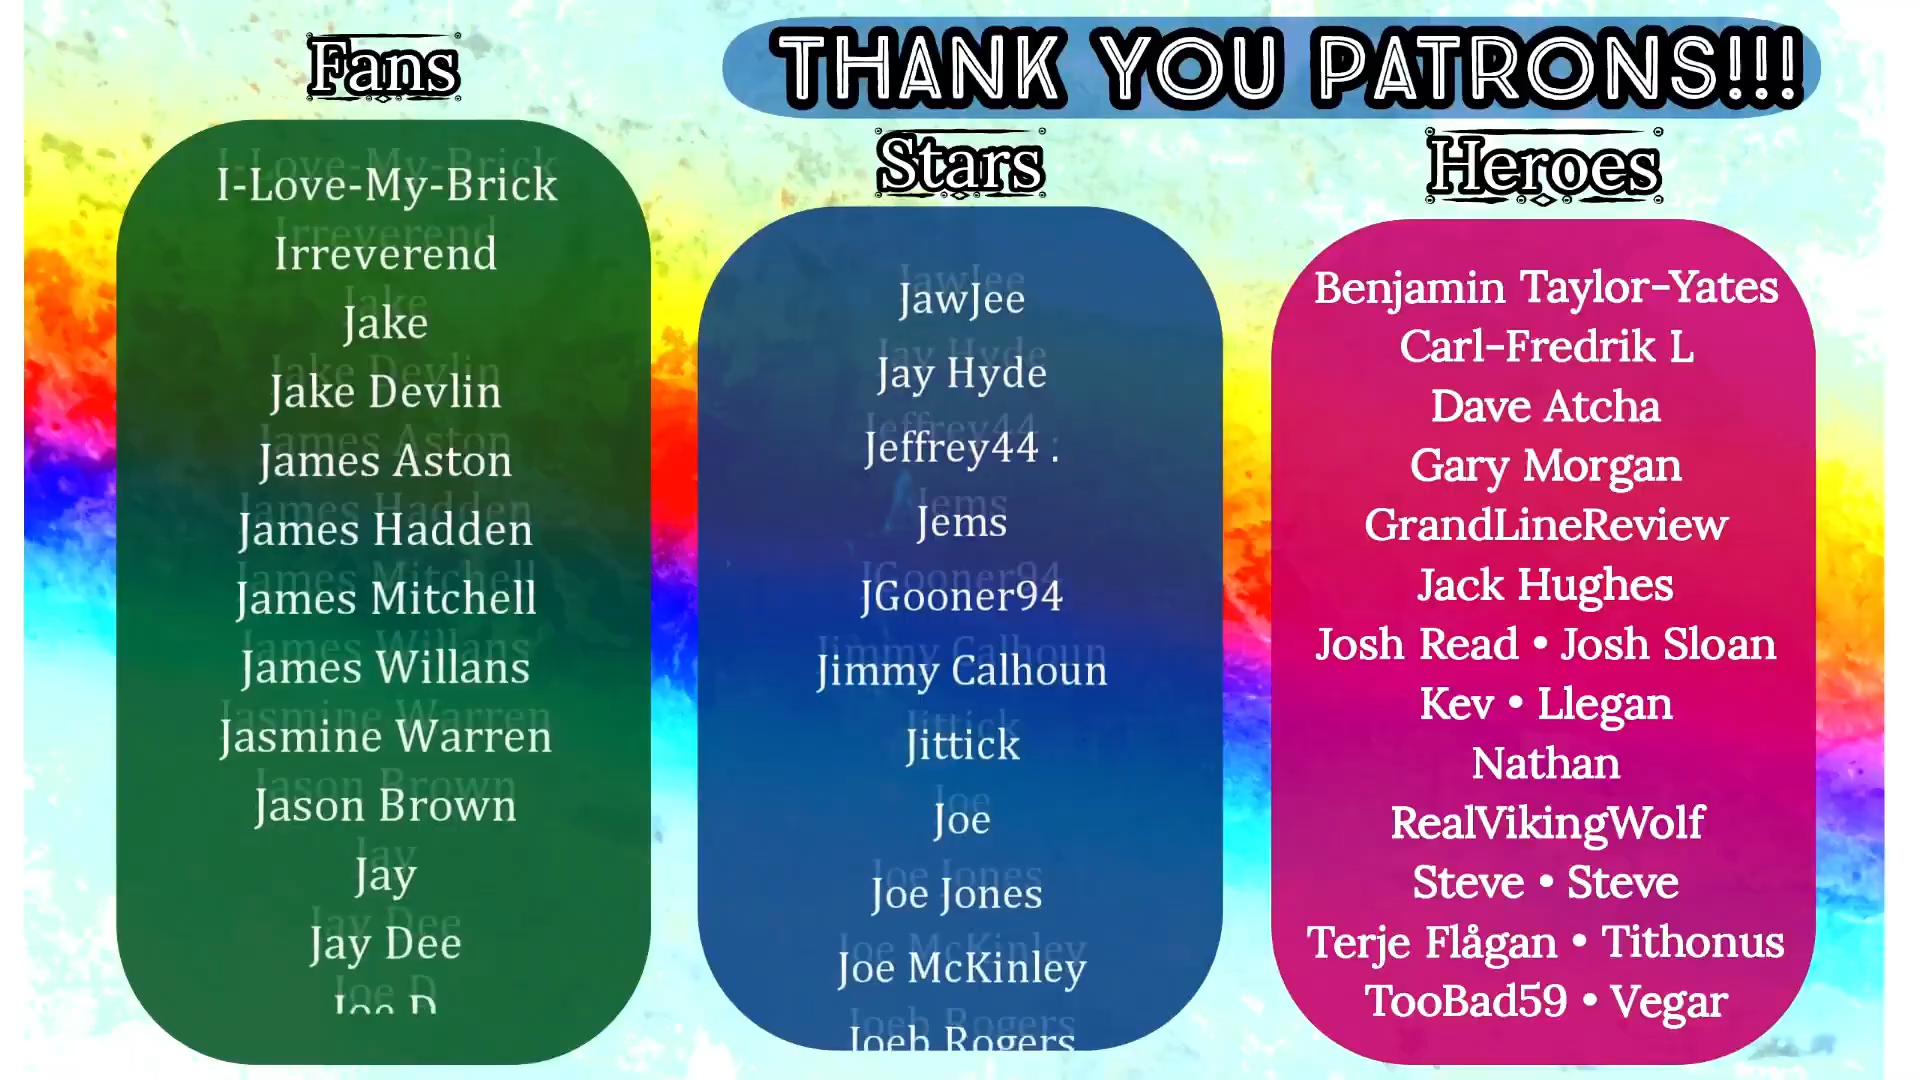 Fans
I-Love-My-Brick
Irreverend
Jake
Jake Devlin
James Aston
James Hadden
James Mitchell
James Willans
Jasmine Warren
Jason Brown
Jay
Jay Dee
Joe D
THANK YOU PATRONS!!!
Stars
JawJee
Jay Hyde
Jeffrey44 :
Jems
JGooner94
Jimmy Calhoun
Jittick
Joe
Joe Jones
Joe McKinley
Joeh Rogers
Heroes
Benjamin Taylor-Yates
Carl-Fredrik L
Dave Atcha
Gary Morgan
GrandLineReview
Jack Hughes
Josh Read • Josh Sloan
Kev • Llegan
Nathan
RealVikingWolf
Steve • Steve
Terje Flågan • Tithonus
TooBad59 • Vegar